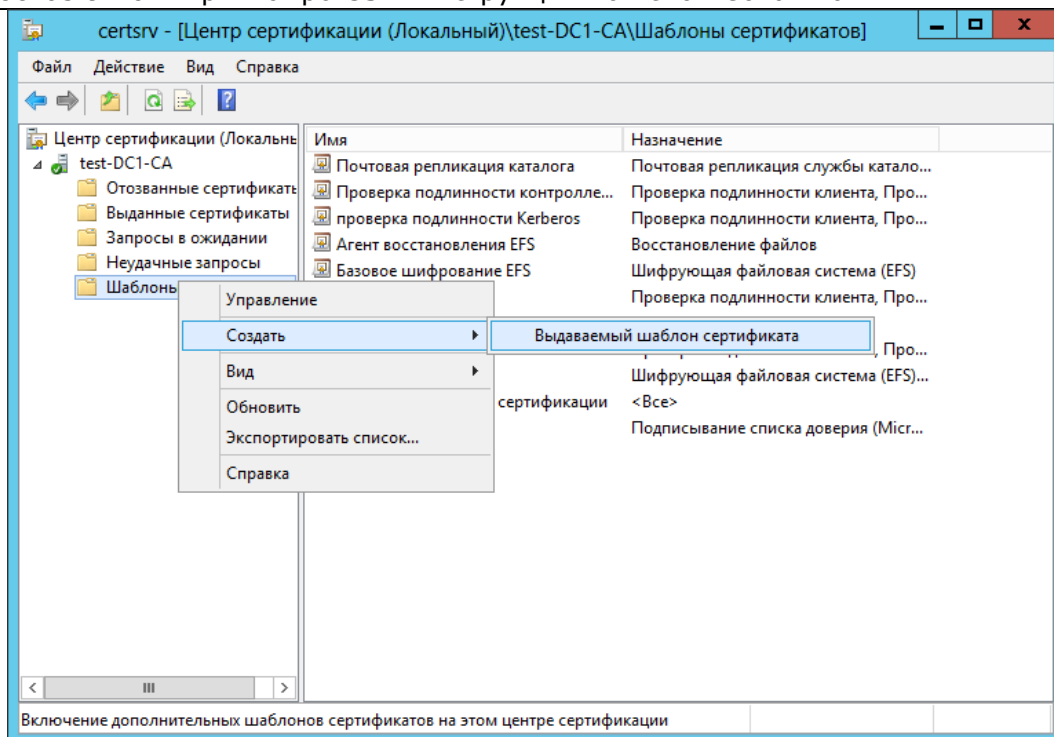 certsrv - [Центр сертификации (Локальный)\test-DC1-CA\Шаблоны сертификатов]
Файл Действие Вид Справка
Центр сертификации (Локальнь
test-DC1-CA
Отозванные сертификать
Выданные сертификаты
Запросы в ожидании
Неудачные запросы
Шаблоны
Имя Назначение
Почтовая репликация каталога Почтовая репликация службы катало...
Проверка подлинности контролле... Проверка подлинности клиента, Про...
проверка подлинности Kerberos Проверка подлинности клиента, Про...
Агент восстановления EFS Восстановление файлов
Базовое шифрование EFS Шифрующая файловая система (EFS)
Проверка подлинности клиента, Про...
, Про...
Шифрующая файловая система (EFS)...
сертификации <Все>
Подписывание списка доверия (Micr...
Управление
Создать
Выдаваемый шаблон сертификата
Вид
Обновить
Экспортировать список...
Справка
Включение дополнительных шаблонов сертификатов на этом центре сертификации